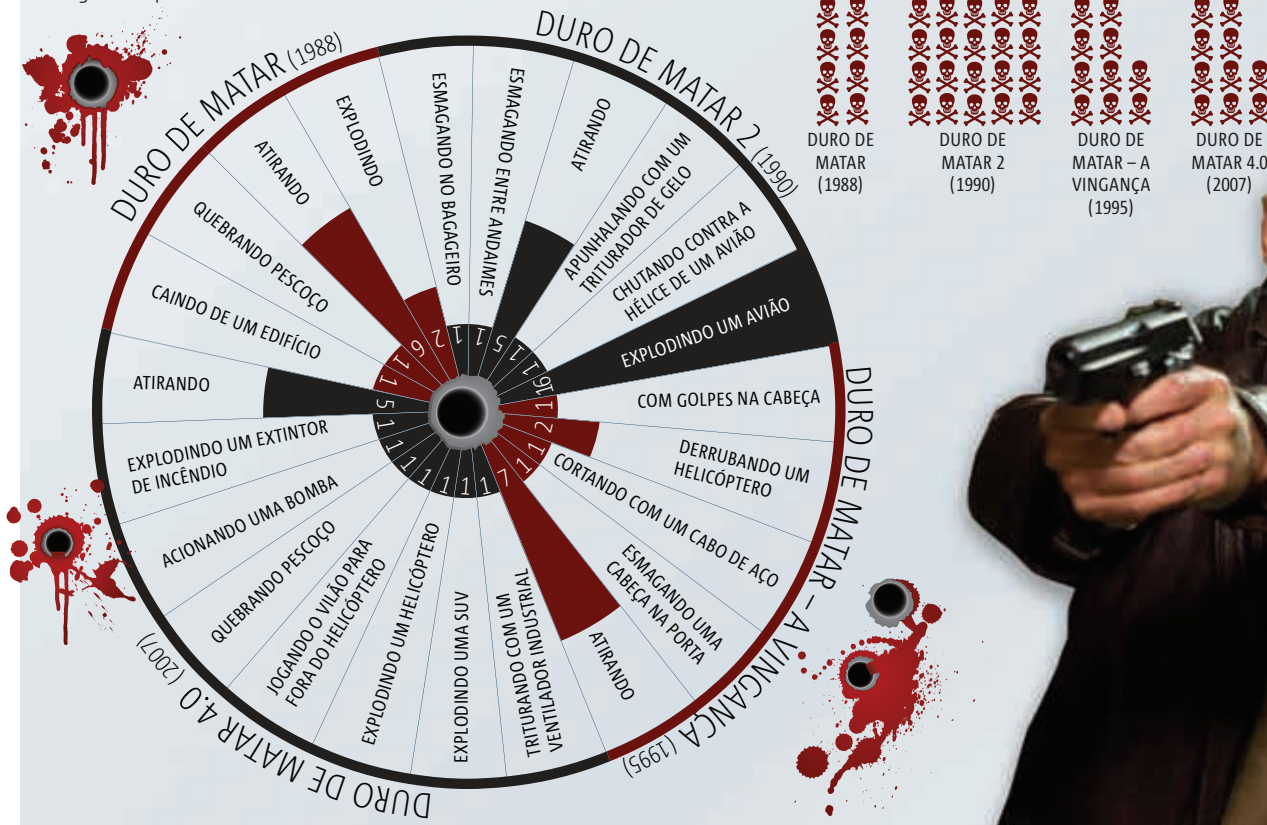 DURO DE MATAR (1988)
EXPLODINDO
2
ATIRANDO
6
QUEBRANDO PESCOÇO
1
CAINDO DE UM EDIFÍCIO
1
DURO DE MATAR 2 (1990)
ESMAGANDO NO BAGAGEIRO
1
ESMAGANDO ENTRE ANDAIMES
1
ATIRANDO
5
APUNHALANDO COM UM
TRITURADOR DE GELO
1
CHUTANDO CONTRA A
HÉLICE DE UM AVIÃO
1
EXPLODINDO UM AVIÃO
16
DURO DE MATAR – A VINGANÇA (1995)
COM GOLPES NA CABEÇA
1
DERRUBANDO UM
HELICÓPTERO
2
CORTANDO COM UM CABO DE AÇO
1
ESMAGANDO UMA
CABEÇA NA PORTA
1
ATIRANDO
7
DURO DE MATAR 4.0 (2007)
TRITURANDO COM UM
VENTILADOR INDUSTRIAL
1
EXPLODINDO UMA SUV
1
EXPLODINDO UM HELICÓPTERO
1
JOGANDO O VILÃO PARA
FORA DO HELICÓPTERO
1
QUEBRANDO PESCOÇO
1
ACIONANDO UMA BOMBA
1
EXPLODINDO UM EXTINTOR
DE INCÊNDIO
1
ATIRANDO
5
DURO DE
MATAR
(1988)
DURO DE
MATAR 2
(1990)
DURO DE
MATAR – A
VINGANÇA
(1995)
DURO DE
MATAR 4.0
(2007)